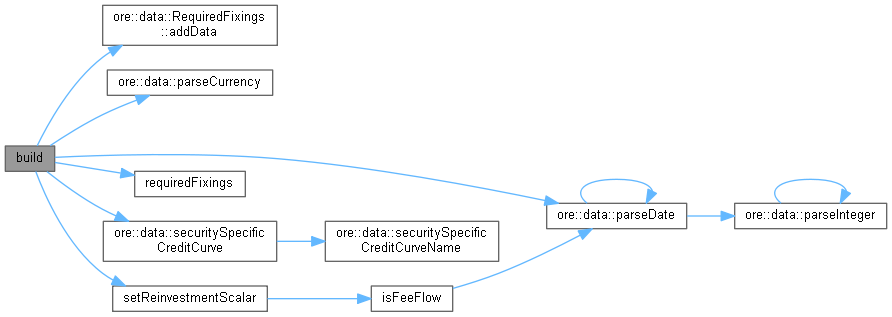 ore::data::RequiredFixings
::addData
ore::data::parseCurrency
build
requiredFixings
ore::data::parseDate
ore::data::parseInteger
ore::data::securitySpecific
CreditCurve
ore::data::securitySpecific
CreditCurveName
setReinvestmentScalar
isFeeFlow